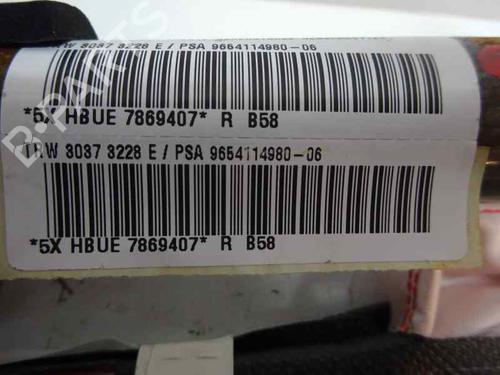 TRW 3037 3228 E / PSA 9654114980-06
*5X HBUE 7869407* R B58
TRW 3037 3228 E / PSA 9654114980-06
*5X HBUE 7869407* R B58
B-PARTS